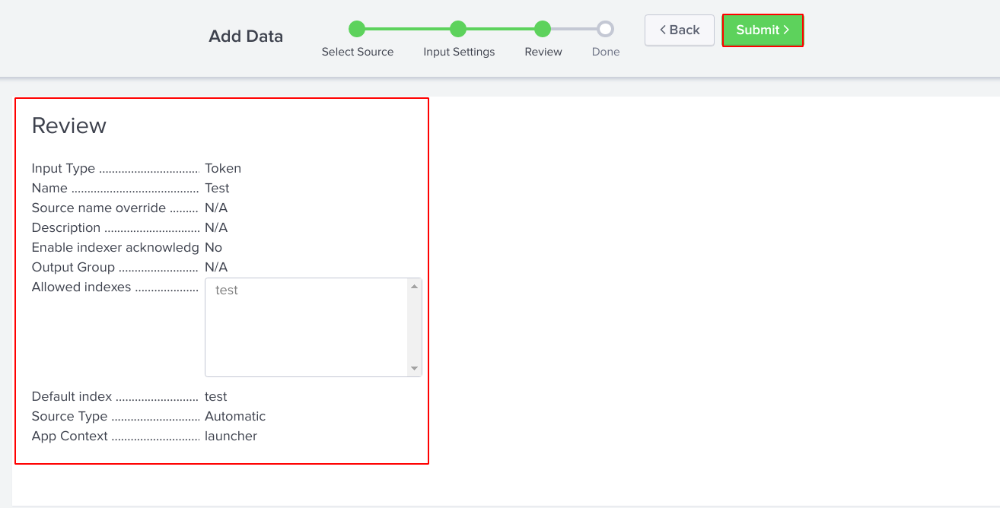 Add Data
Select Source
Input Settings
Review
Done
< Back
Submit >
Review
Input Type ............................... Token
Name ........................................ Test
Source name override ......... N/A
Description .............................. N/A
Enable indexer acknowledg No
Output Group ......................... N/A
Allowed indexes .................... test
Default index .......................... test
Source Type ............................ Automatic
App Context ............................ launcher